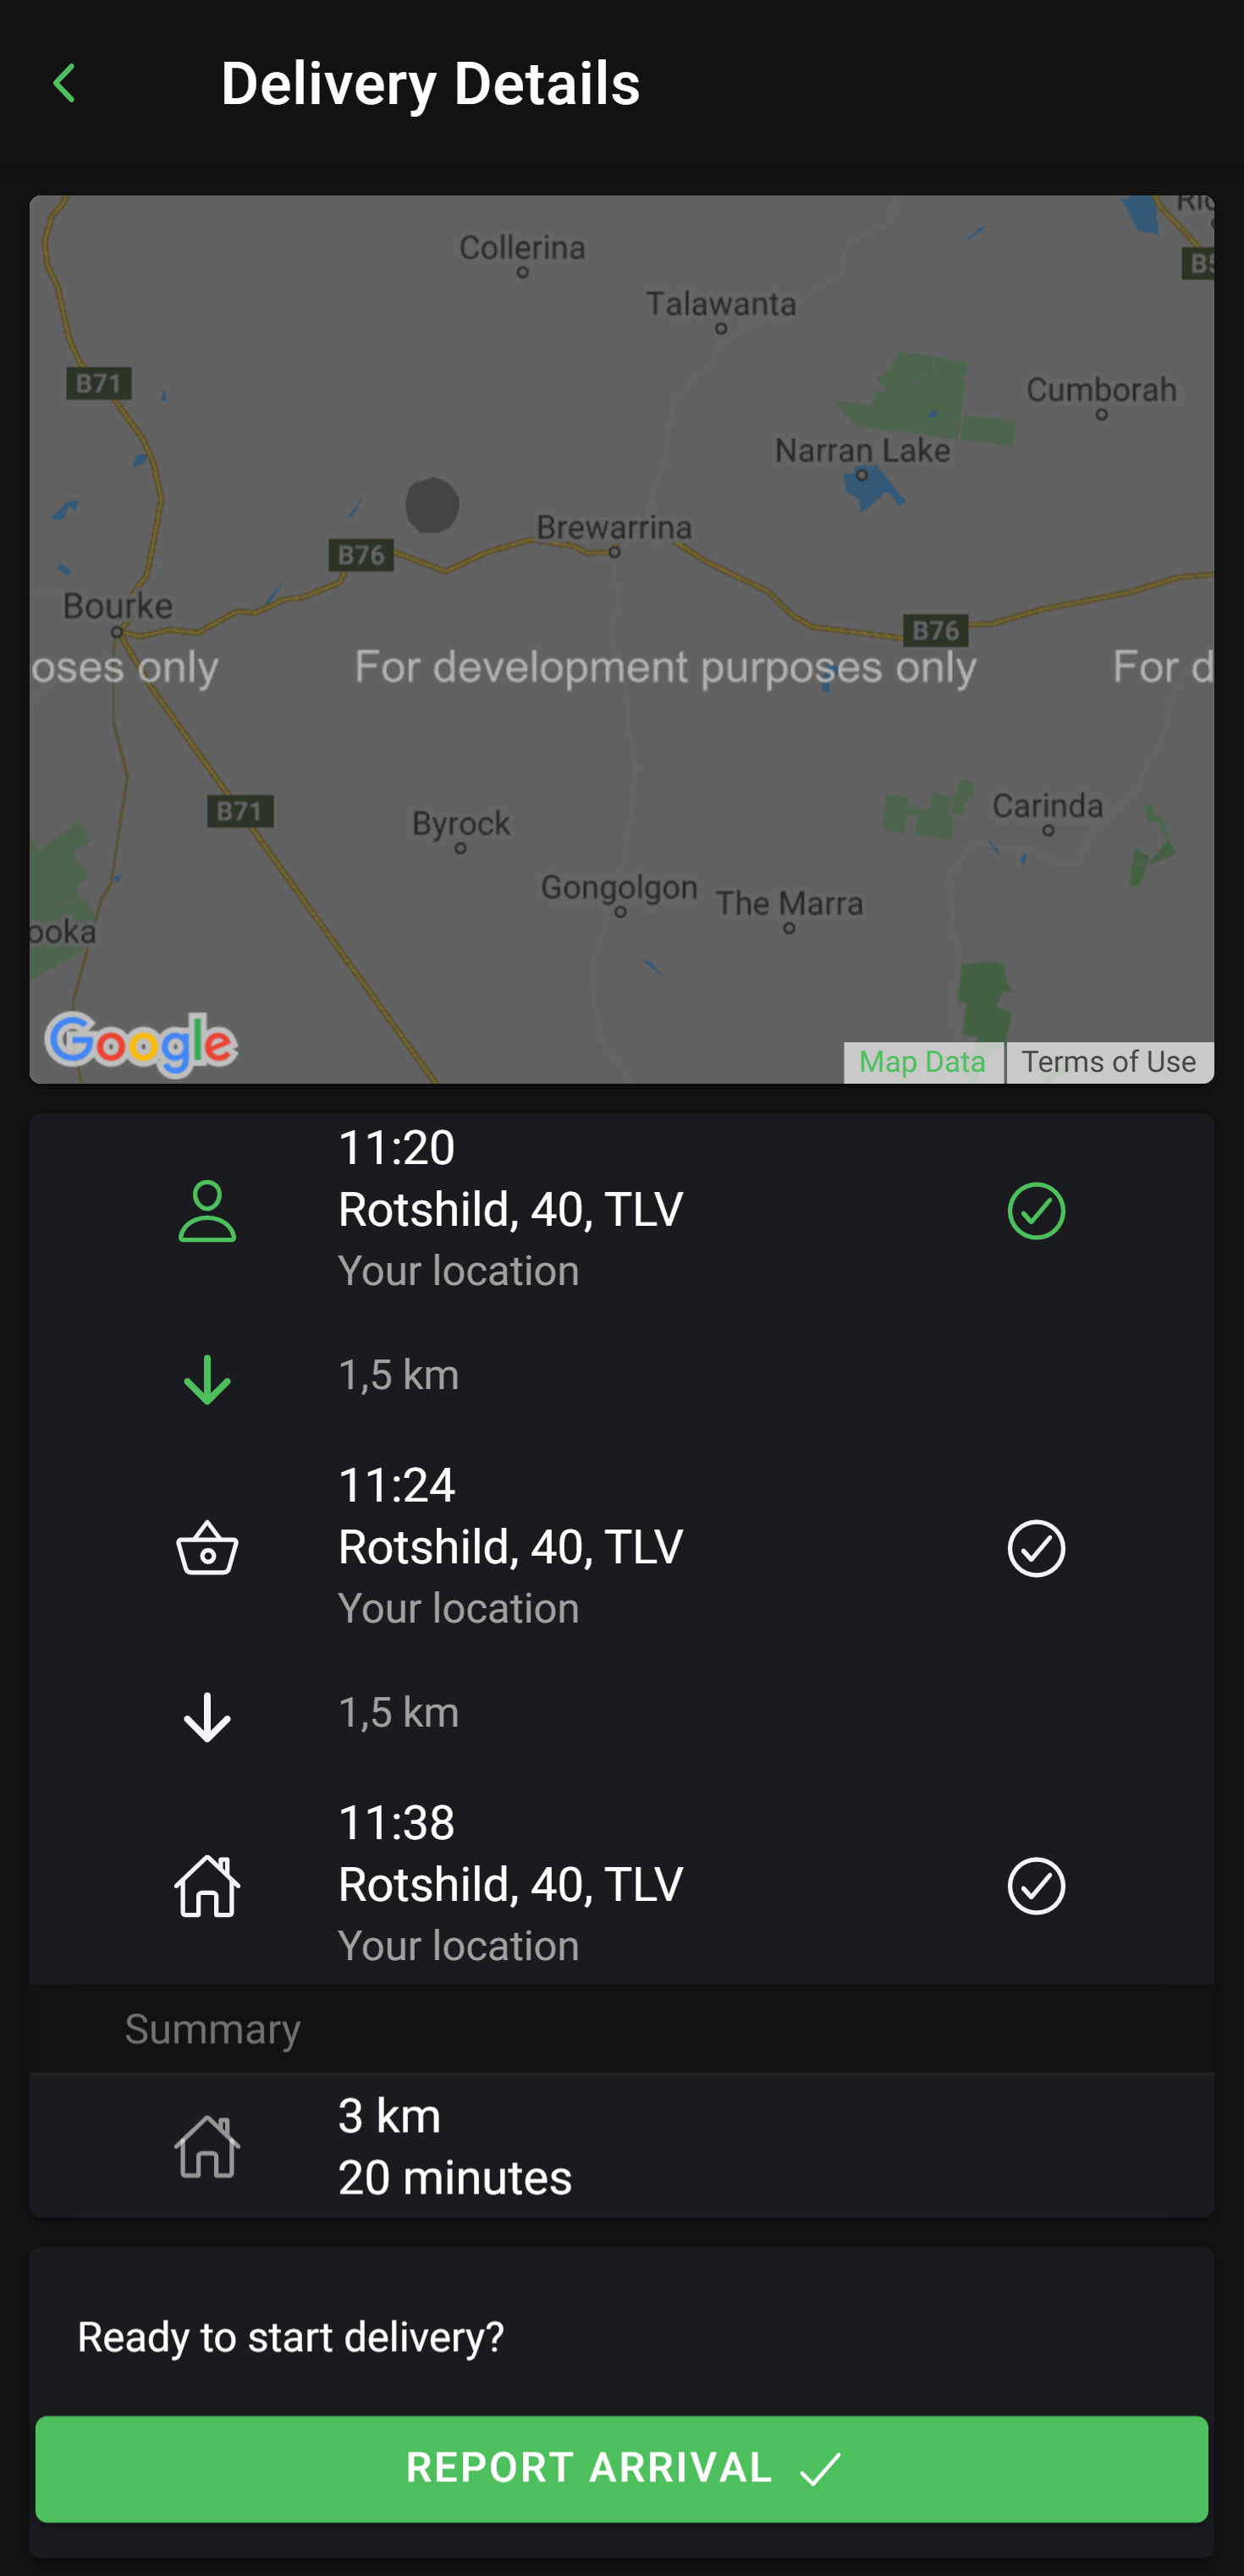 Delivery Details
Ric
Collerina
B5
Talawanta
B71
Cumborah
Narran Lake
Brewarrina
B76
Bourke
B76
oses only
For development purposes only
For d
B71
Byrock
Carinda
Gongolgon
The Marra
ooka
Google
Map Data
Terms of Use
11:20
Rotshild, 40, TLV
Your location
1,5 km
11:24
Rotshild, 40, TLV
Your location
1,5 km
11:38
Rotshild, 40, TLV
Your location
Summary
3 km
20 minutes
Ready to start delivery?
REPORT ARRIVAL